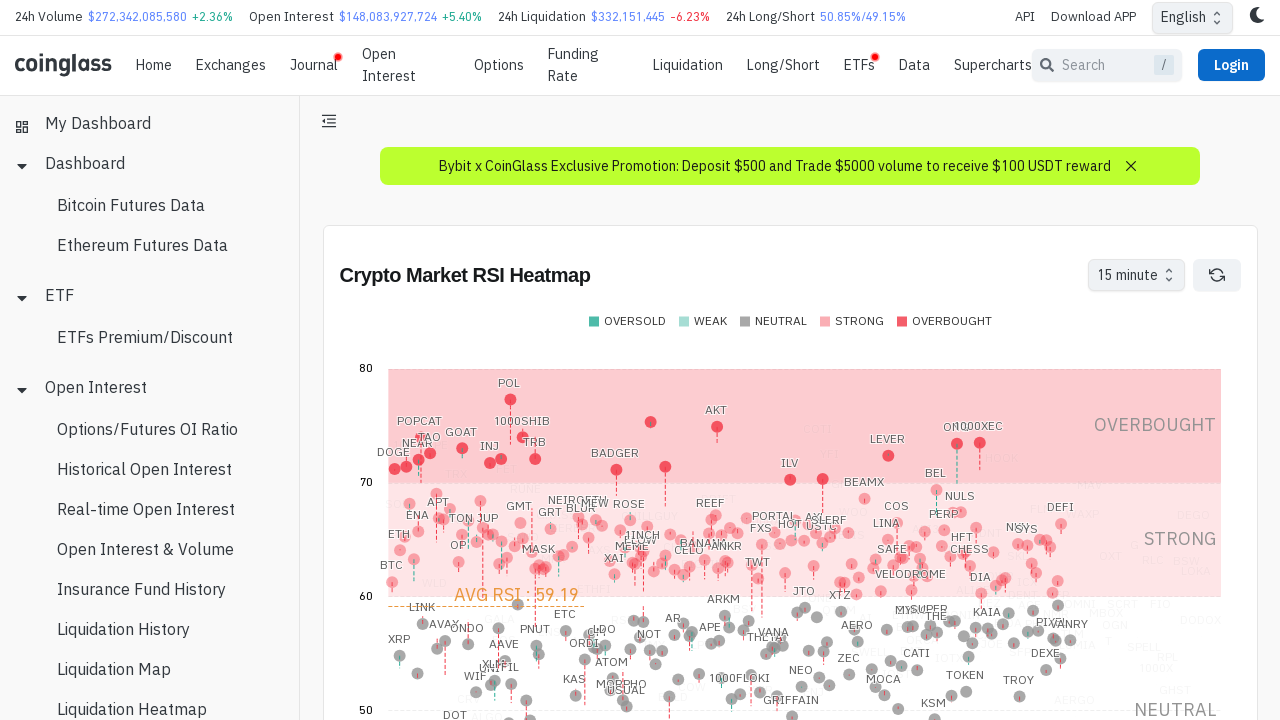 24h Volume $272,342,085,580 +2.36% Open Interest $148,083,927,724 +5.40% 24h Liquidation $332,151,445 -6.23% 24h Long/Short 50.85%/49.15% API Download APP English
coinglass Home Exchanges Journal Open Interest Options Funding Rate Liquidation Long/Short ETFs Data Supercharts Search / Login
My Dashboard
Dashboard
Bitcoin Futures Data
Ethereum Futures Data
ETF
ETFs Premium/Discount
Open Interest
Options/Futures OI Ratio
Historical Open Interest
Real-time Open Interest
Open Interest & Volume
Insurance Fund History
Liquidation History
Liquidation Map
Liquidation Heatmap
Bybit x CoinGlass Exclusive Promotion: Deposit $500 and Trade $5000 volume to receive $100 USDT reward
Crypto Market RSI Heatmap
15 minute
OVERSOLD WEAK NEUTRAL STRONG OVERBOUGHT
80
POL
AKT
POPCAT 1000SHIB
OVERBOUGHT
1000XEC
TAO GOAT
NEAR INJ TRB LEVER
DOGE BADGER
ILV
BEL
70
BEAMX
NULS
APT GMT ROSE REEF COS DEFI
ENA TON JUP GRT BLUR PORTAL SLERF PERP
ETH LINA FXS HOT SYS
OP MASK MEME 1INCH CELO BANANA ANKR SAFE HFT CHESS
STRONG
BTC XAI TWT VELODROME DIA
JTO XTZ
60
AVG RSI : 59.19
ARKM
LINK ETC SUPER THE KAIA
AVAX ONDO PNUT LDO AR APE AERO PIXEL VANRY
XRP AAVE ORDI NOT VANA
ATOM ZEC CATI DEXE
WIF UNI FIL KAS MORPHO 1000FLOKI NEO MOCA TOKEN TROY
USUAL GRIFFAIN KSM
50 DOT
NEUTRAL